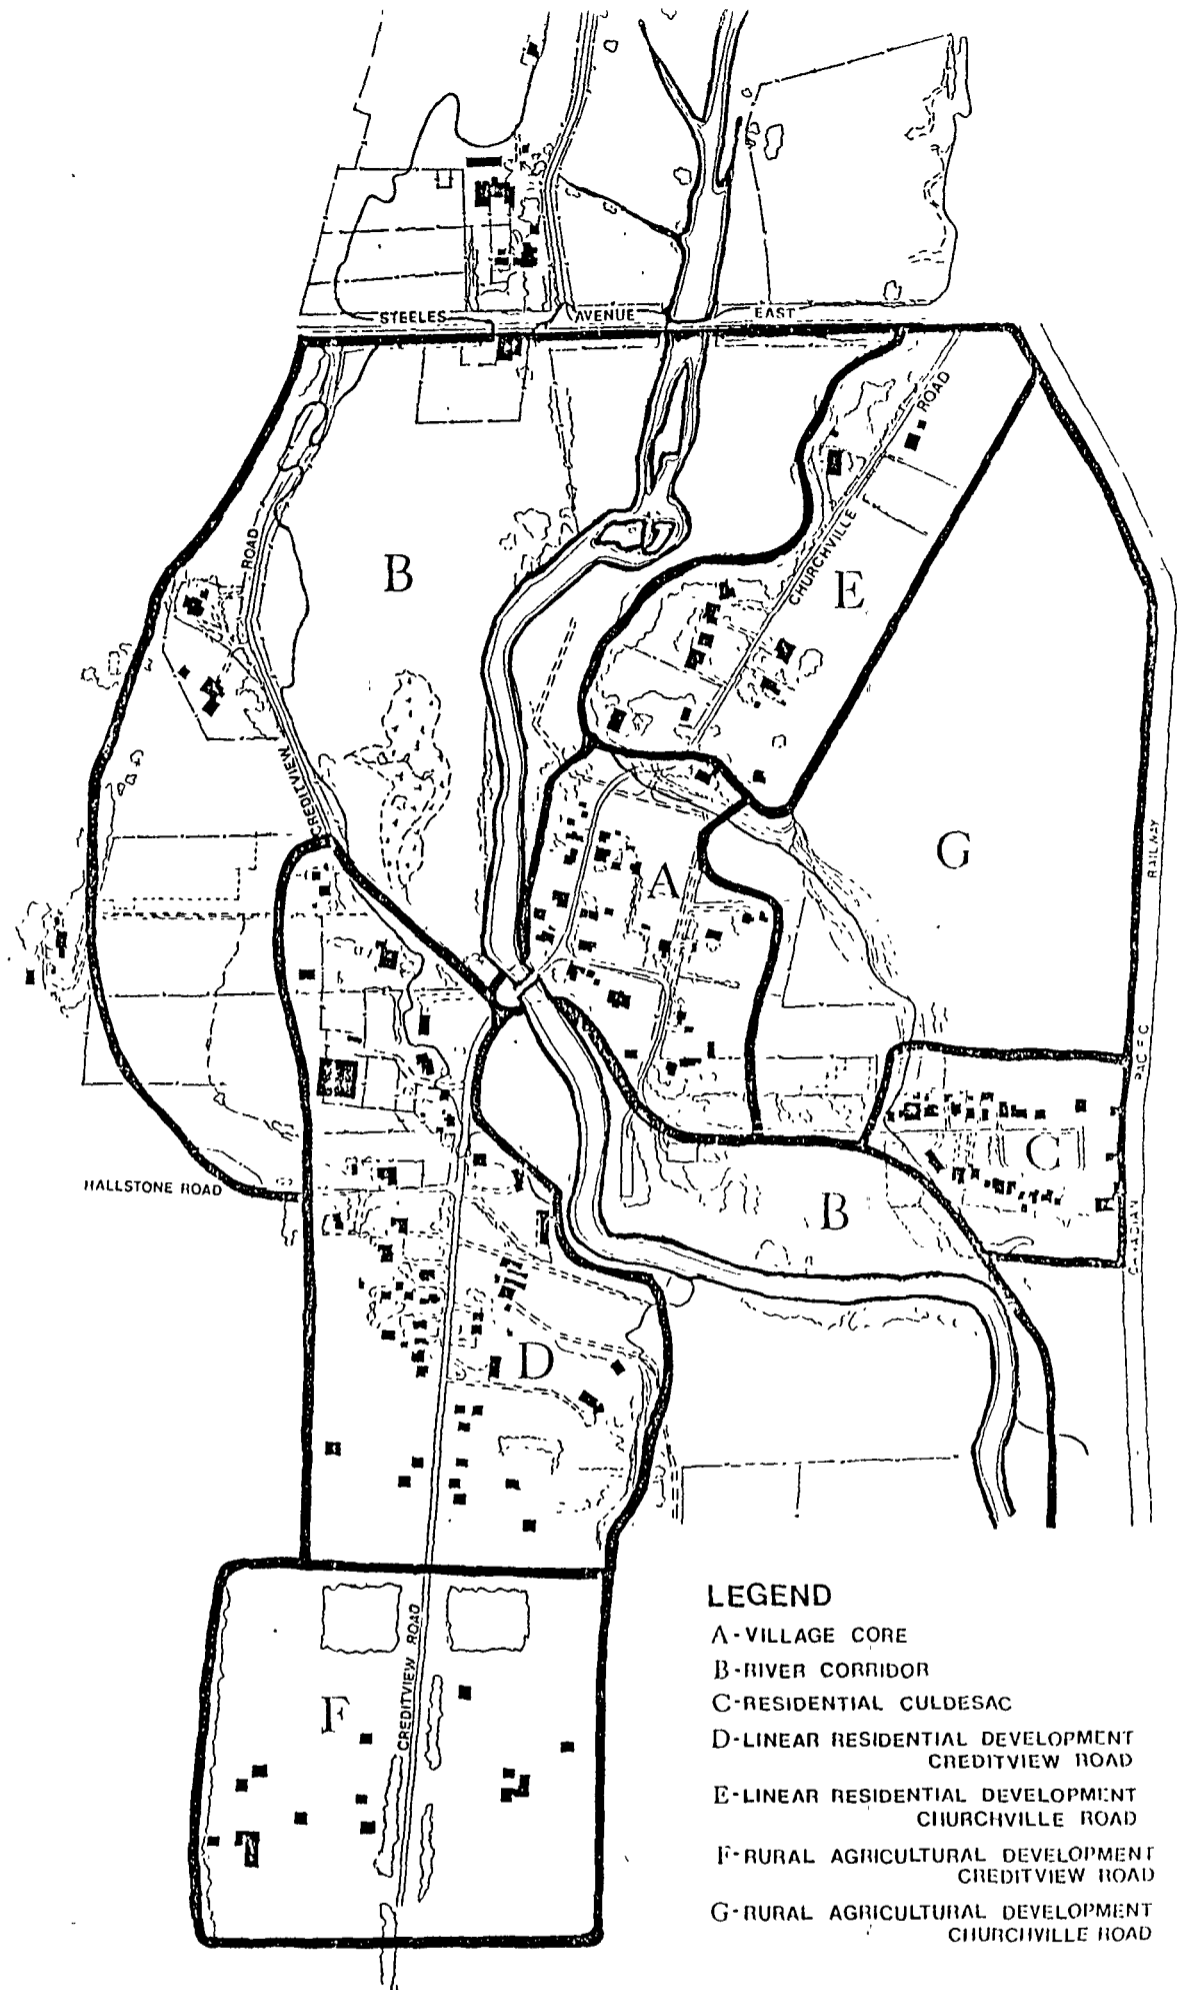 STEELES AVENUE EAST
ROAD
CHURCHVILLE
ROAD
B
E
CREDITVIEW
G
A
RAILWAY
PACIFIC
C
HALLSTONE ROAD
B
CANADIAN
D
LEGEND
A-VILLAGE CORE
B-RIVER CORRIDOR
C-RESIDENTIAL CULDESAC
D-LINEAR RESIDENTIAL DEVELOPMENT
CREDITVIEW ROAD
E-LINEAR RESIDENTIAL DEVELOPMENT
CHURCHVILLE ROAD
F-RURAL AGRICULTURAL DEVELOPMENT
CREDITVIEW ROAD
G-RURAL AGRICULTURAL DEVELOPMENT
CHURCHVILLE ROAD
F
CREDITVIEW ROAD